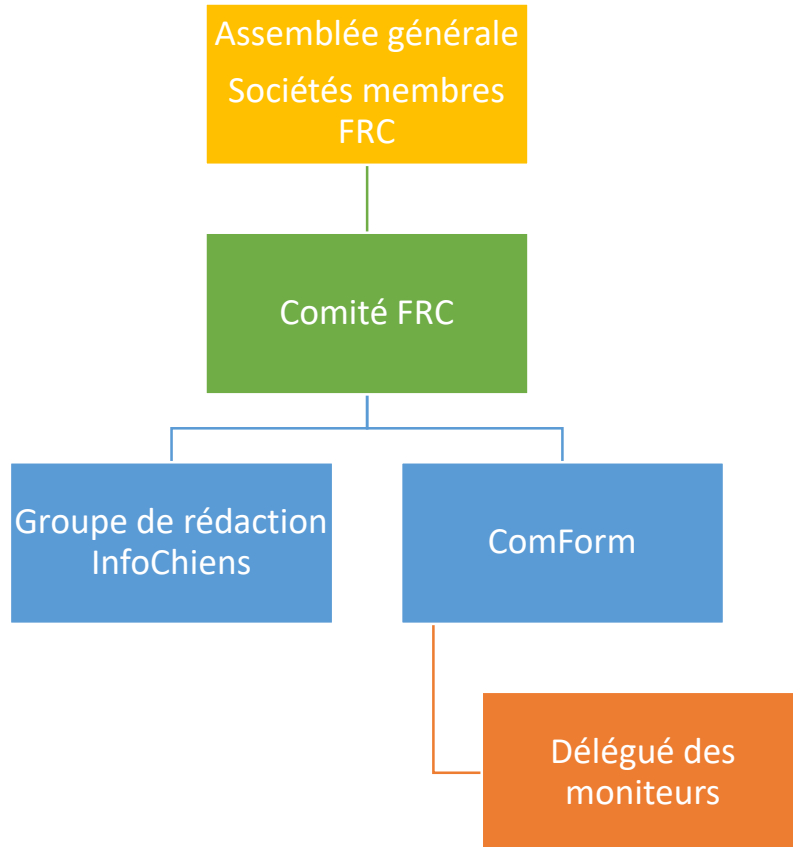 Assemblée générale
Sociétés membres
FRC
Comité FRC
Groupe de rédaction
InfoChiens
ComForm
Délégué des
moniteurs